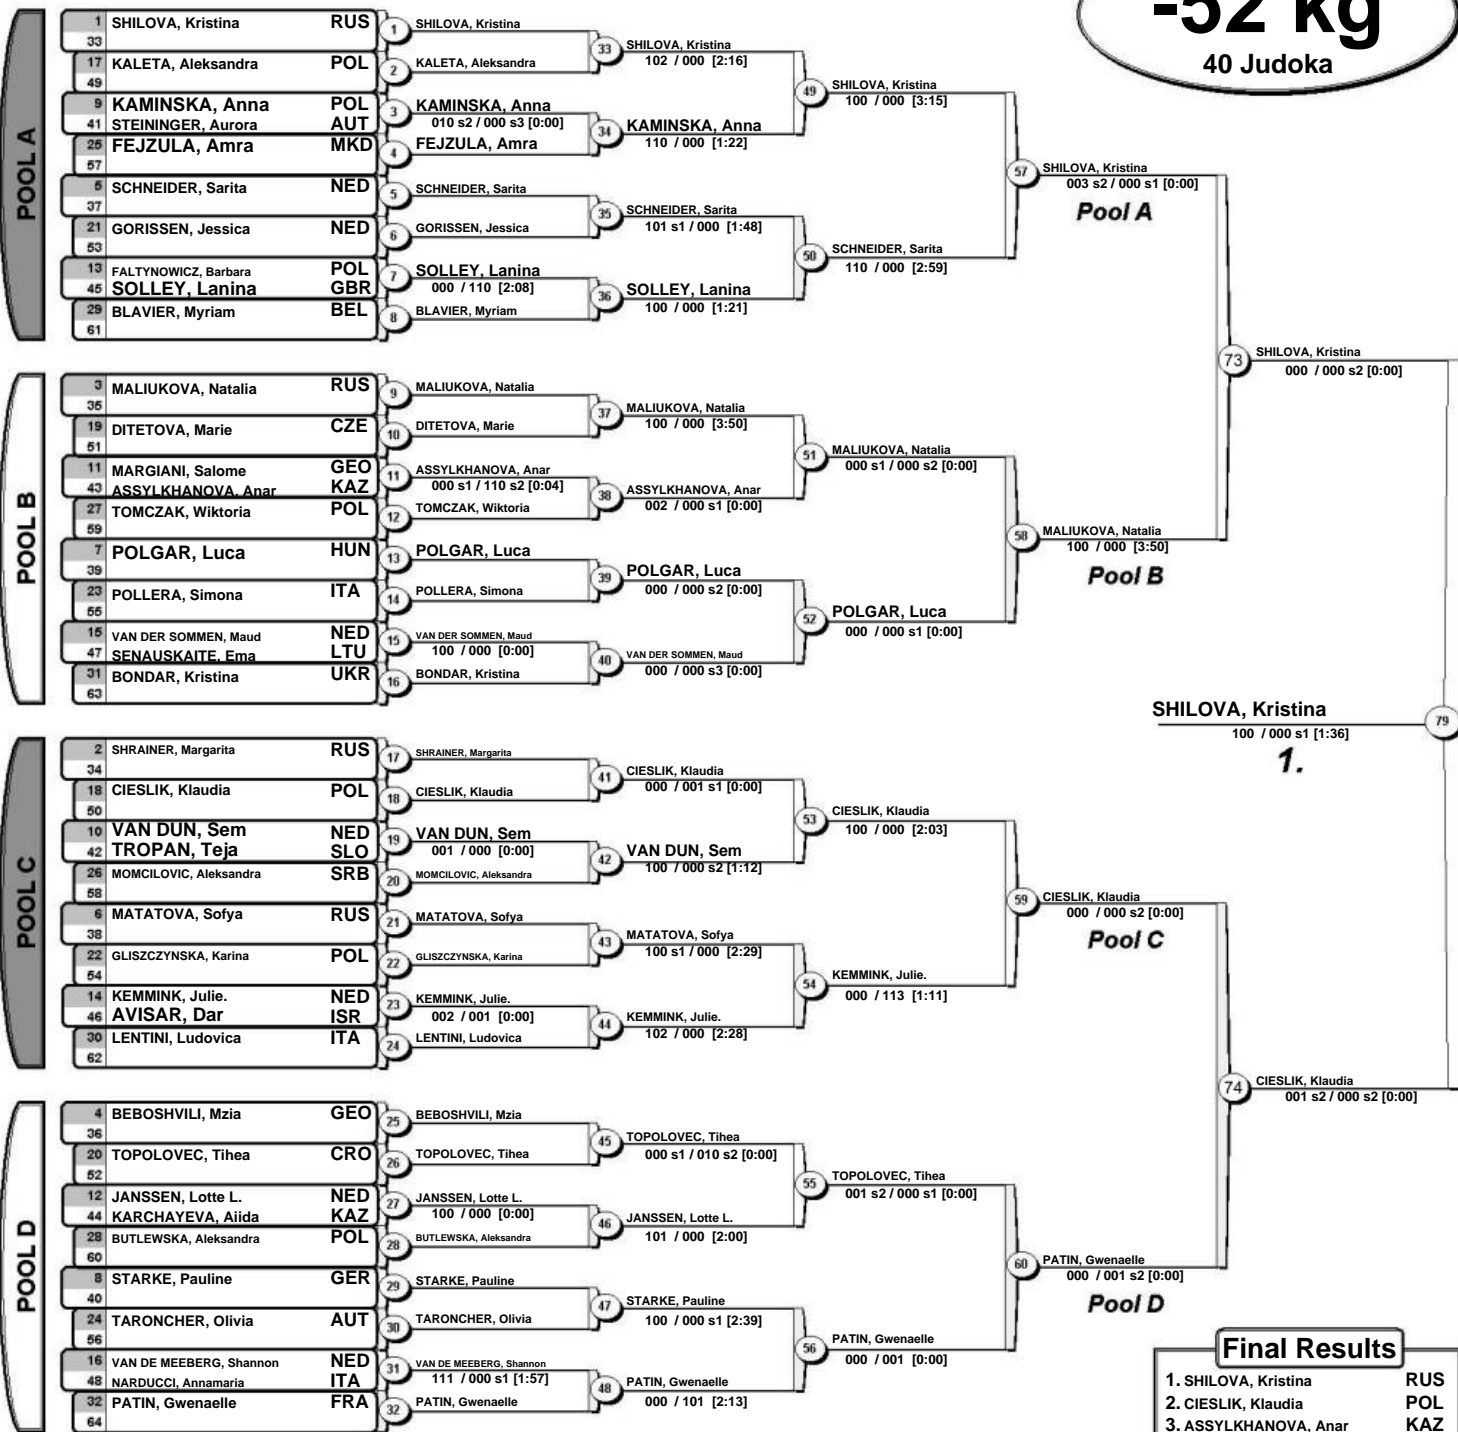 -52 kg
40 Judoka
POOL A
1 SHILOVA, Kristina RUS
33
17 KALETA, Aleksandra POL
49
9 KAMINSKA, Anna POL
41 STEININGER, Aurora AUT
25 FEJZULA, Amra MKD
57
5 SCHNEIDER, Sarita NED
37
21 GORISSEN, Jessica NED
53
13 FALTYNOWICZ, Barbara POL
45 SOLLEY, Lanina GBR
29 BLAVIER, Myriam BEL
61
1 SHILOVA, Kristina
2 KALETA, Aleksandra
3 KAMINSKA, Anna
010 s2 / 000 s3 [0:00]
4 FEJZULA, Amra
5 SCHNEIDER, Sarita
6 GORISSEN, Jessica
7 SOLLEY, Lanina
000 / 110 [2:08]
8 BLAVIER, Myriam
33 SHILOVA, Kristina
102 / 000 [2:16]
34 KAMINSKA, Anna
110 / 000 [1:22]
35 SCHNEIDER, Sarita
101 s1 / 000 [1:48]
36 SOLLEY, Lanina
100 / 000 [1:21]
49 SHILOVA, Kristina
100 / 000 [3:15]
50 SCHNEIDER, Sarita
110 / 000 [2:59]
57 SHILOVA, Kristina
003 s2 / 000 s1 [0:00]
Pool A
POOL B
3 MALIUKOVA, Natalia RUS
35
19 DITETOVA, Marie CZE
51
11 MARGIANI, Salome GEO
43 ASSYLKHANOVA, Anar KAZ
27 TOMCZAK, Wiktoria POL
59
7 POLGAR, Luca HUN
39
23 POLLERA, Simona ITA
55
15 VAN DER SOMMEN, Maud NED
47 SENAUSKAITE, Ema LTU
31 BONDAR, Kristina UKR
63
9 MALIUKOVA, Natalia
10 DITETOVA, Marie
11 ASSYLKHANOVA, Anar
000 s1 / 110 s2 [0:04]
12 TOMCZAK, Wiktoria
13 POLGAR, Luca
14 POLLERA, Simona
15 VAN DER SOMMEN, Maud
100 / 000 [0:00]
16 BONDAR, Kristina
37 MALIUKOVA, Natalia
100 / 000 [3:50]
38 ASSYLKHANOVA, Anar
002 / 000 s1 [0:00]
39 POLGAR, Luca
000 / 000 s2 [0:00]
40 VAN DER SOMMEN, Maud
000 / 000 s3 [0:00]
51 MALIUKOVA, Natalia
000 s1 / 000 s2 [0:00]
52 POLGAR, Luca
000 / 000 s1 [0:00]
58 MALIUKOVA, Natalia
100 / 000 [3:50]
Pool B
73 SHILOVA, Kristina
000 / 000 s2 [0:00]
SHILOVA, Kristina 79
100 / 000 s1 [1:36]
1.
POOL C
2 SHRAINER, Margarita RUS
34
18 CIESLIK, Klaudia POL
50
10 VAN DUN, Sem NED
42 TROPAN, Teja SLO
26 MOMCILOVIC, Aleksandra SRB
58
6 MATATOVA, Sofya RUS
38
22 GLISZCZYNSKA, Karina POL
54
14 KEMMINK, Julie. NED
46 AVISAR, Dar ISR
30 LENTINI, Ludovica ITA
62
17 SHRAINER, Margarita
18 CIESLIK, Klaudia
19 VAN DUN, Sem
001 / 000 [0:00]
20 MOMCILOVIC, Aleksandra
21 MATATOVA, Sofya
22 GLISZCZYNSKA, Karina
23 KEMMINK, Julie.
002 / 001 [0:00]
24 LENTINI, Ludovica
41 CIESLIK, Klaudia
000 / 001 s1 [0:00]
42 VAN DUN, Sem
100 / 000 s2 [1:12]
43 MATATOVA, Sofya
100 s1 / 000 [2:29]
44 KEMMINK, Julie.
102 / 000 [2:28]
53 CIESLIK, Klaudia
100 / 000 [2:03]
54 KEMMINK, Julie.
000 / 113 [1:11]
59 CIESLIK, Klaudia
000 / 000 s2 [0:00]
Pool C
POOL D
4 BEBOSHVILI, Mzia GEO
36
20 TOPOLOVEC, Tihea CRO
52
12 JANSSEN, Lotte L. NED
44 KARCHAYEVA, Aiida KAZ
28 BUTLEWSKA, Aleksandra POL
60
8 STARKE, Pauline GER
40
24 TARONCHER, Olivia AUT
56
16 VAN DE MEEBERG, Shannon NED
48 NARDUCCI, Annamaria ITA
32 PATIN, Gwenaelle FRA
64
25 BEBOSHVILI, Mzia
26 TOPOLOVEC, Tihea
27 JANSSEN, Lotte L.
100 / 000 [0:00]
28 BUTLEWSKA, Aleksandra
29 STARKE, Pauline
30 TARONCHER, Olivia
31 VAN DE MEEBERG, Shannon
111 / 000 s1 [1:57]
32 PATIN, Gwenaelle
45 TOPOLOVEC, Tihea
000 s1 / 010 s2 [0:00]
46 JANSSEN, Lotte L.
101 / 000 [2:00]
47 STARKE, Pauline
100 / 000 s1 [2:39]
48 PATIN, Gwenaelle
000 / 101 [2:13]
55 TOPOLOVEC, Tihea
001 s2 / 000 s1 [0:00]
56 PATIN, Gwenaelle
000 / 001 [0:00]
60 PATIN, Gwenaelle
000 / 001 s2 [0:00]
Pool D
74 CIESLIK, Klaudia
001 s2 / 000 s2 [0:00]
Final Results
1. SHILOVA, Kristina RUS
2. CIESLIK, Klaudia POL
3. ASSYLKHANOVA, Anar KAZ